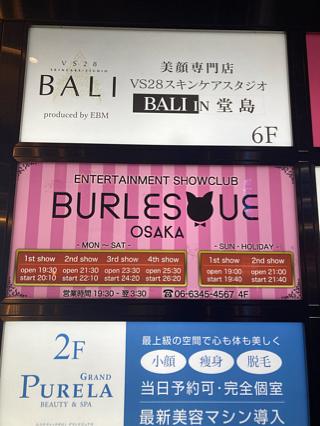 VS28
SKINCARE・STUDIO
BALI
produced by EBM
美顔専門店
VS28スキンケアスタジオ
BALI IN 堂島
6F
ENTERTAINMENT SHOWCLUB
BURLESQUE
OSAKA
- MON～SAT -
1st show 2nd show 3rd show 4th show
open 19:30 open 21:30 open 23:30 open 25:30
start 20:10 start 22:10 start 24:20 start 26:20
- SUN・HOLIDAY -
1st show 2nd show
open 19:00 open 21:00
start 19:40 start 21:40
営業時間 19:30 - 翌 3:30 ☎06-6345-4567 4F
2F
GRAND
PURELA
BEAUTY & SPA
最上級の空間で心も体も美しく
小顔 痩身 脱毛
当日予約可・完全個室
最新美容マシン導入